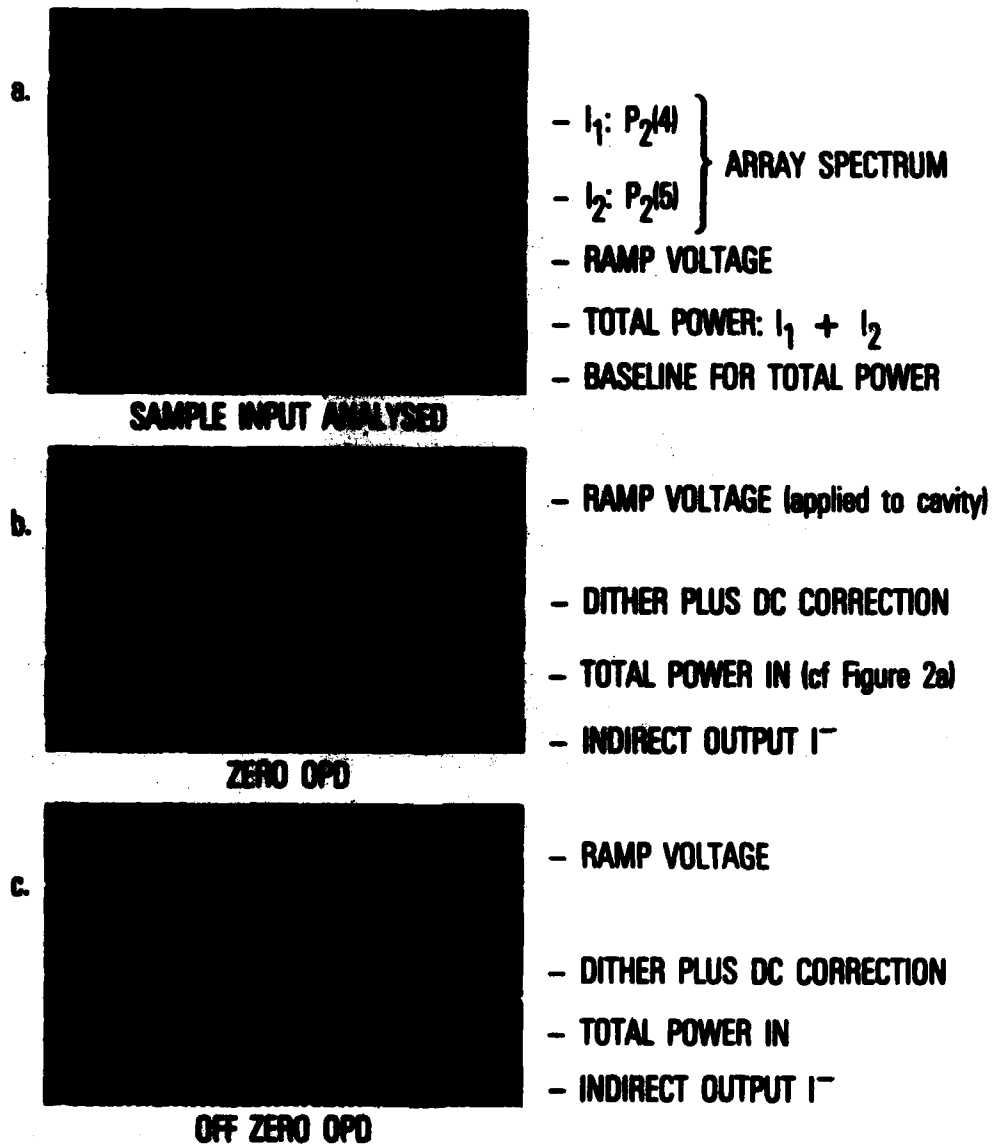 a.
– I₁: P₂(4)
– I₂: P₂(5)
ARRAY SPECTRUM
– RAMP VOLTAGE
– TOTAL POWER: I₁ + I₂
– BASELINE FOR TOTAL POWER
SAMPLE INPUT ANALYSED
b.
– RAMP VOLTAGE (applied to cavity)
– DITHER PLUS DC CORRECTION
– TOTAL POWER IN (cf Figure 2a)
– INDIRECT OUTPUT I⁻
ZERO OPD
c.
– RAMP VOLTAGE
– DITHER PLUS DC CORRECTION
– TOTAL POWER IN
– INDIRECT OUTPUT I⁻
OFF ZERO OPD